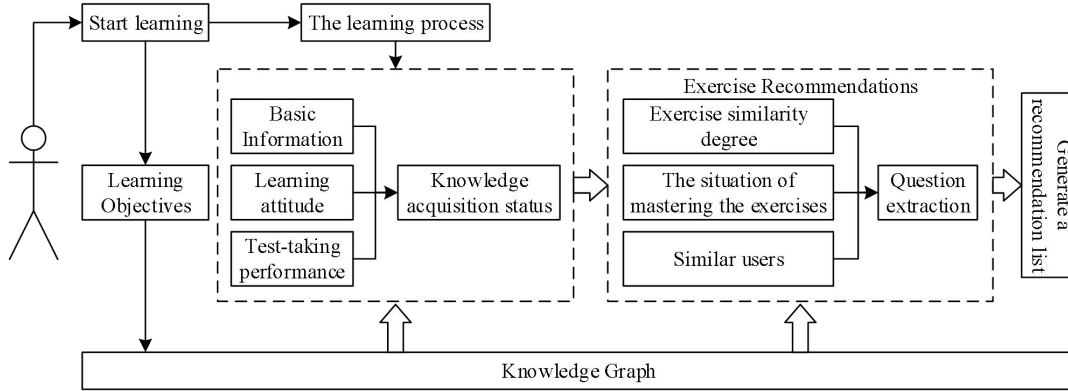 Start learning
The learning process
Learning
Objectives
Basic
Information
Learning
attitude
Test-taking
performance
Knowledge
acquisition status
Exercise Recommendations
Exercise similarity
degree
The situation of
mastering the exercises
Similar users
Question
extraction
Generate a
recommendation list
Knowledge Graph